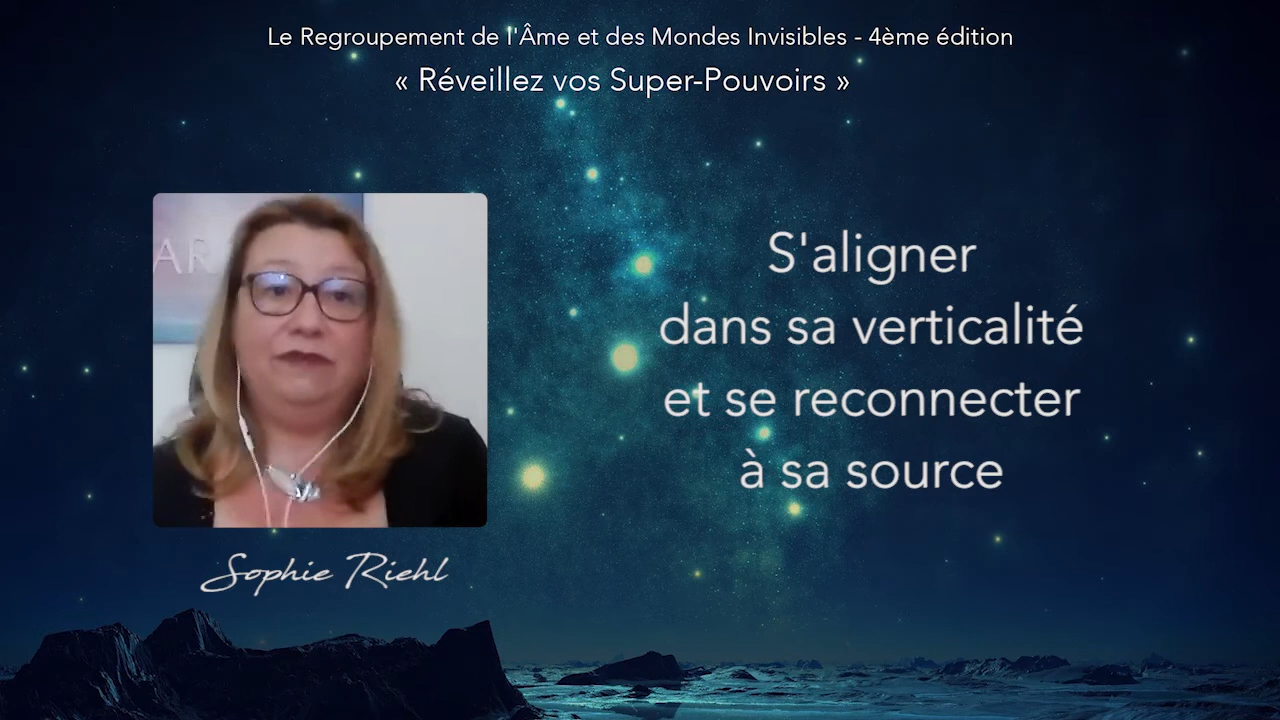 Le Regroupement de l'Âme et des Mondes Invisibles - 4ème édition
« Réveillez vos Super-Pouvoirs »
AR
S'aligner
dans sa verticalité
et se reconnecter
à sa source
Sophie Riehl